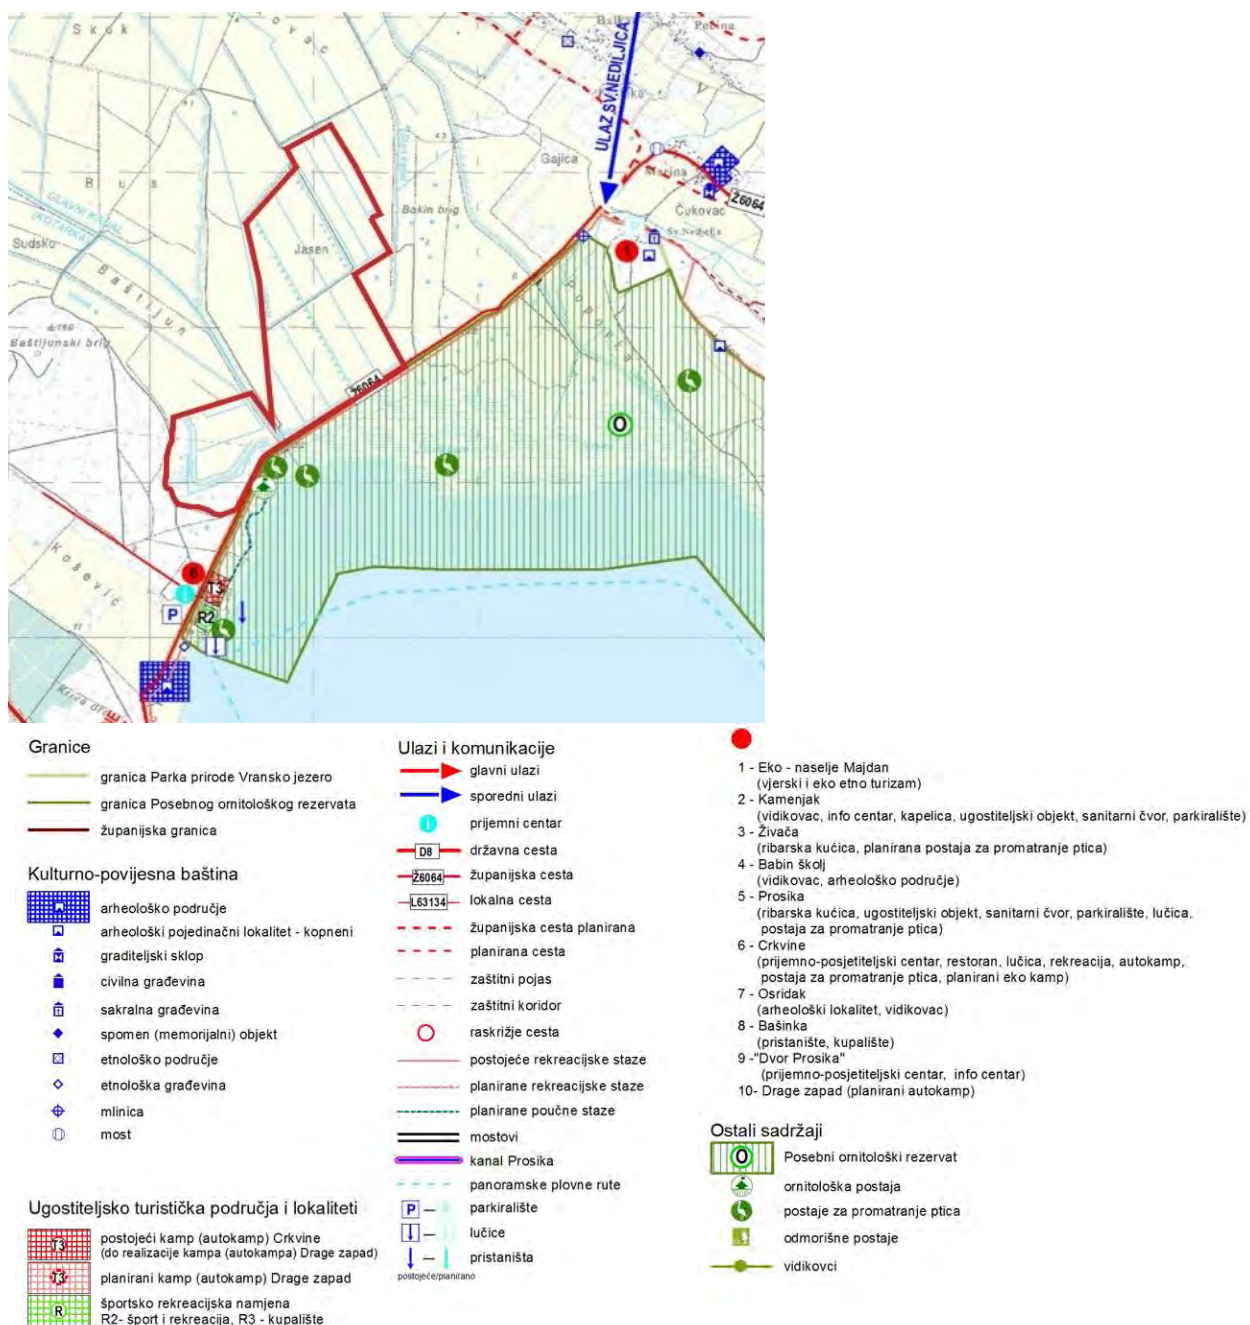 Skok
Pećina
ULAZ SV.NEDILJICA
Gajica
Marina
Bus
Bakin brig
Čukovac
Ž6064
Sv.Nedjelja
GLAVNI KANAL
(KOTARKA)
Jasen
Sudsko
Baštijun
Baštijunski brig
Ž6064
O
Koševič
6
T3
P
R2
Granice
granica Parka prirode Vransko jezero
granica Posebnog ornitološkog rezervata
županijska granica
Kulturno-povijesna baština
arheološko područje
arheološki pojedinačni lokalitet - kopneni
graditeljski sklop
civilna građevina
sakralna građevina
spomen (memorijalni) objekt
etnološko područje
etnološka građevina
mlinica
most
Ugostiteljsko turistička područja i lokaliteti
T3 postojeći kamp (autokamp) Crkvine
(do realizacije kampa (autokampa) Drage zapad)
T3 planirani kamp (autokamp) Drage zapad
R športsko rekreacijska namjena
R2- šport i rekreacija, R3 - kupalište
Ulazi i komunikacije
glavni ulazi
sporedni ulazi
i prijemni centar
D8 državna cesta
Ž6064 županijska cesta
L63134 lokalna cesta
županijska cesta planirana
planirana cesta
zaštitni pojas
zaštitni koridor
raskrižje cesta
postojeće rekreacijske staze
planirane rekreacijske staze
planirane poučne staze
mostovi
kanal Prosika
panoramske plovne rute
P parkiralište
lučice
pristaništa
postojeće/planirano
1 - Eko - naselje Majdan
(vjerski i eko etno turizam)
2 - Kamenjak
(vidikovac, info centar, kapelica, ugostiteljski objekt, sanitarni čvor, parkiralište)
3 - Živača
(ribarska kućica, planirana postaja za promatranje ptica)
4 - Babin školj
(vidikovac, arheološko područje)
5 - Prosika
(ribarska kućica, ugostiteljski objekt, sanitarni čvor, parkiralište, lučica,
postaja za promatranje ptica)
6 - Crkvine
(prijemno-posjetiteljski centar, restoran, lučica, rekreacija, autokamp,
postaja za promatranje ptica, planirani eko kamp)
7 - Osridak
(arheološki lokalitet, vidikovac)
8 - Bašinka
(pristanište, kupalište)
9 -"Dvor Prosika"
(prijemno-posjetiteljski centar, info centar)
10- Drage zapad (planirani autokamp)
Ostali sadržaji
O Posebni ornitološki rezervat
ornitološka postaja
postaje za promatranje ptica
odmorišne postaje
vidikovci